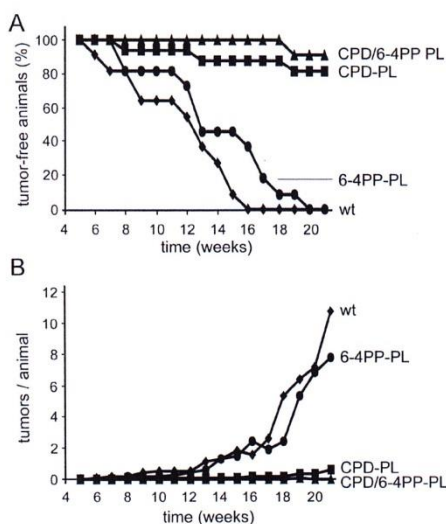 A
tumor-free animals (%)
100
80
60
40
20
0
CPD/6-4PP PL
CPD-PL
6-4PP-PL
wt
4 6 8 10 12 14 16 18 20
time (weeks)
B
tumors / animal
12
10
8
6
4
2
0
wt
6-4PP-PL
CPD-PL
CPD/6-4PP-PL
4 6 8 10 12 14 16 18 20
time (weeks)